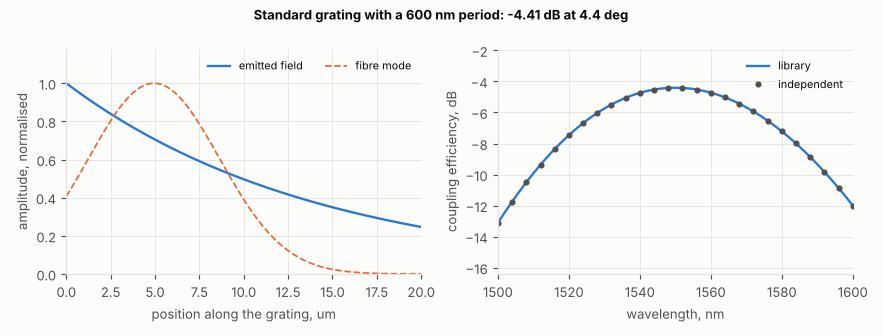 Standard grating with a 600 nm period: -4.41 dB at 4.4 deg
emitted field
fibre mode
amplitude, normalised
1.0
0.8
0.6
0.4
0.2
0.0
0.0 2.5 5.0 7.5 10.0 12.5 15.0 17.5 20.0
position along the grating, um
library
independent
coupling efficiency, dB
−2
−4
−6
−8
−10
−12
−14
−16
1500 1520 1540 1560 1580 1600
wavelength, nm